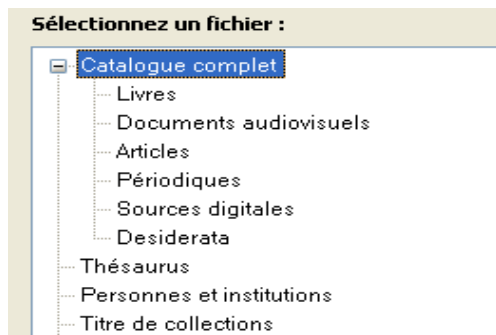 Sélectionnez un fichier :
Catalogue complet
Livres
Documents audiovisuels
Articles
Périodiques
Sources digitales
Desiderata
Thésaurus
Personnes et institutions
Titre de collections